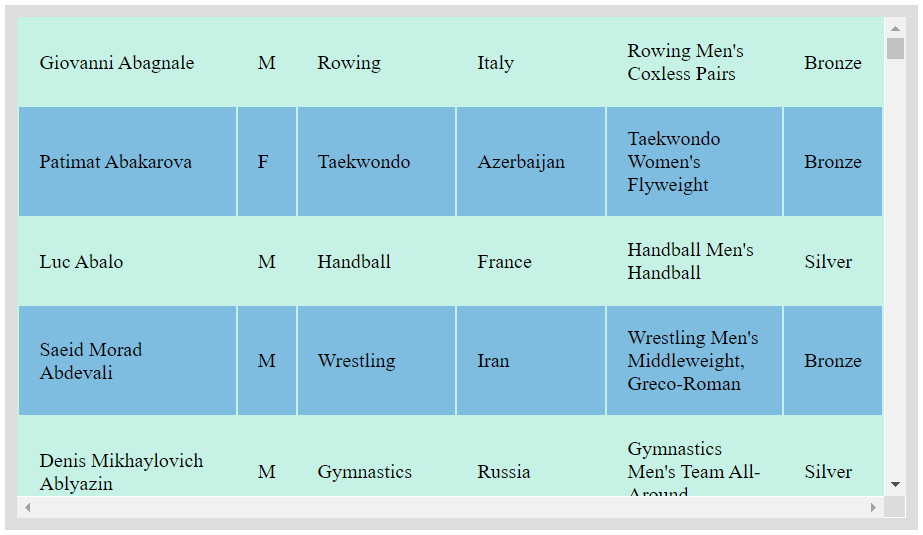 Giovanni Abagnale M Rowing Italy Rowing Men's
Coxless Pairs Bronze
Patimat Abakarova F Taekwondo Azerbaijan Taekwondo
Women's
Flyweight Bronze
Luc Abalo M Handball France Handball Men's
Handball Silver
Saeid Morad
Abdevali M Wrestling Iran Wrestling Men's
Middleweight,
Greco-Roman Bronze
Denis Mikhaylovich
Ablyazin M Gymnastics Russia Gymnastics
Men's Team All-
Around Silver